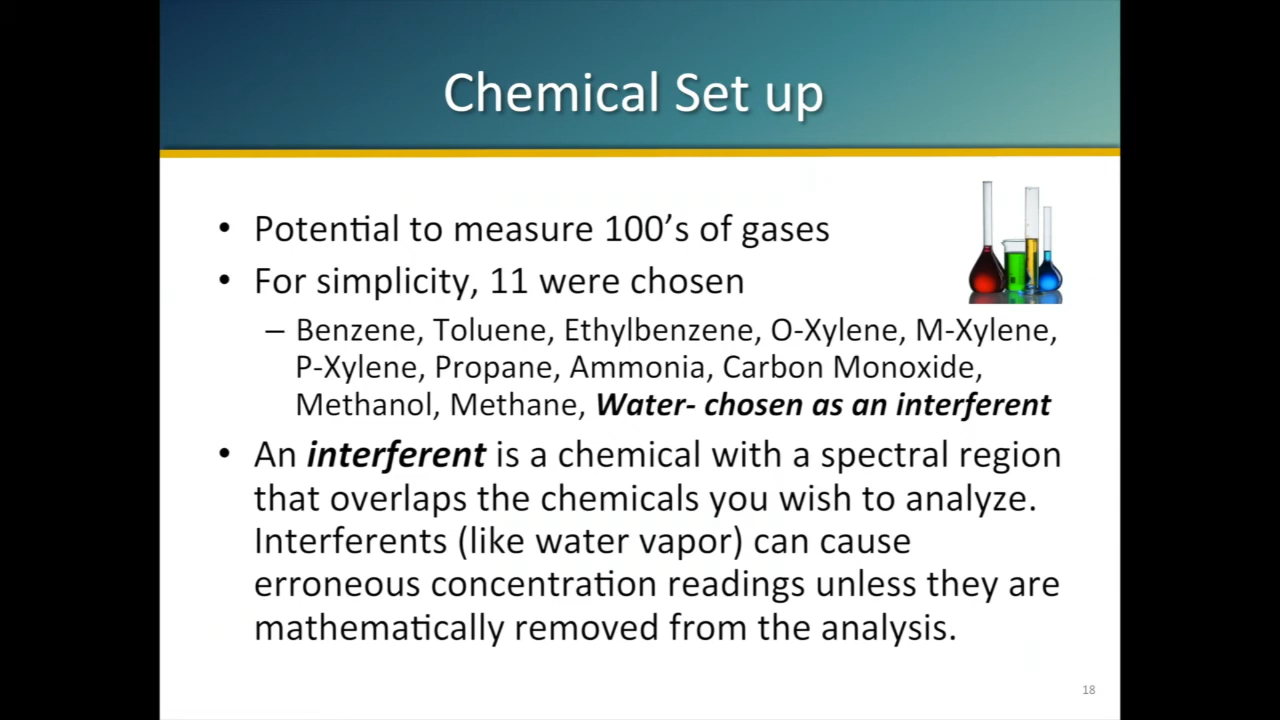 Chemical Set up
• Potential to measure 100’s of gases
• For simplicity, 11 were chosen
– Benzene, Toluene, Ethylbenzene, O-Xylene, M-Xylene,
P-Xylene, Propane, Ammonia, Carbon Monoxide,
Methanol, Methane, Water- chosen as an interferent
• An interferent is a chemical with a spectral region
that overlaps the chemicals you wish to analyze.
Interferents (like water vapor) can cause
erroneous concentration readings unless they are
mathematically removed from the analysis.
18